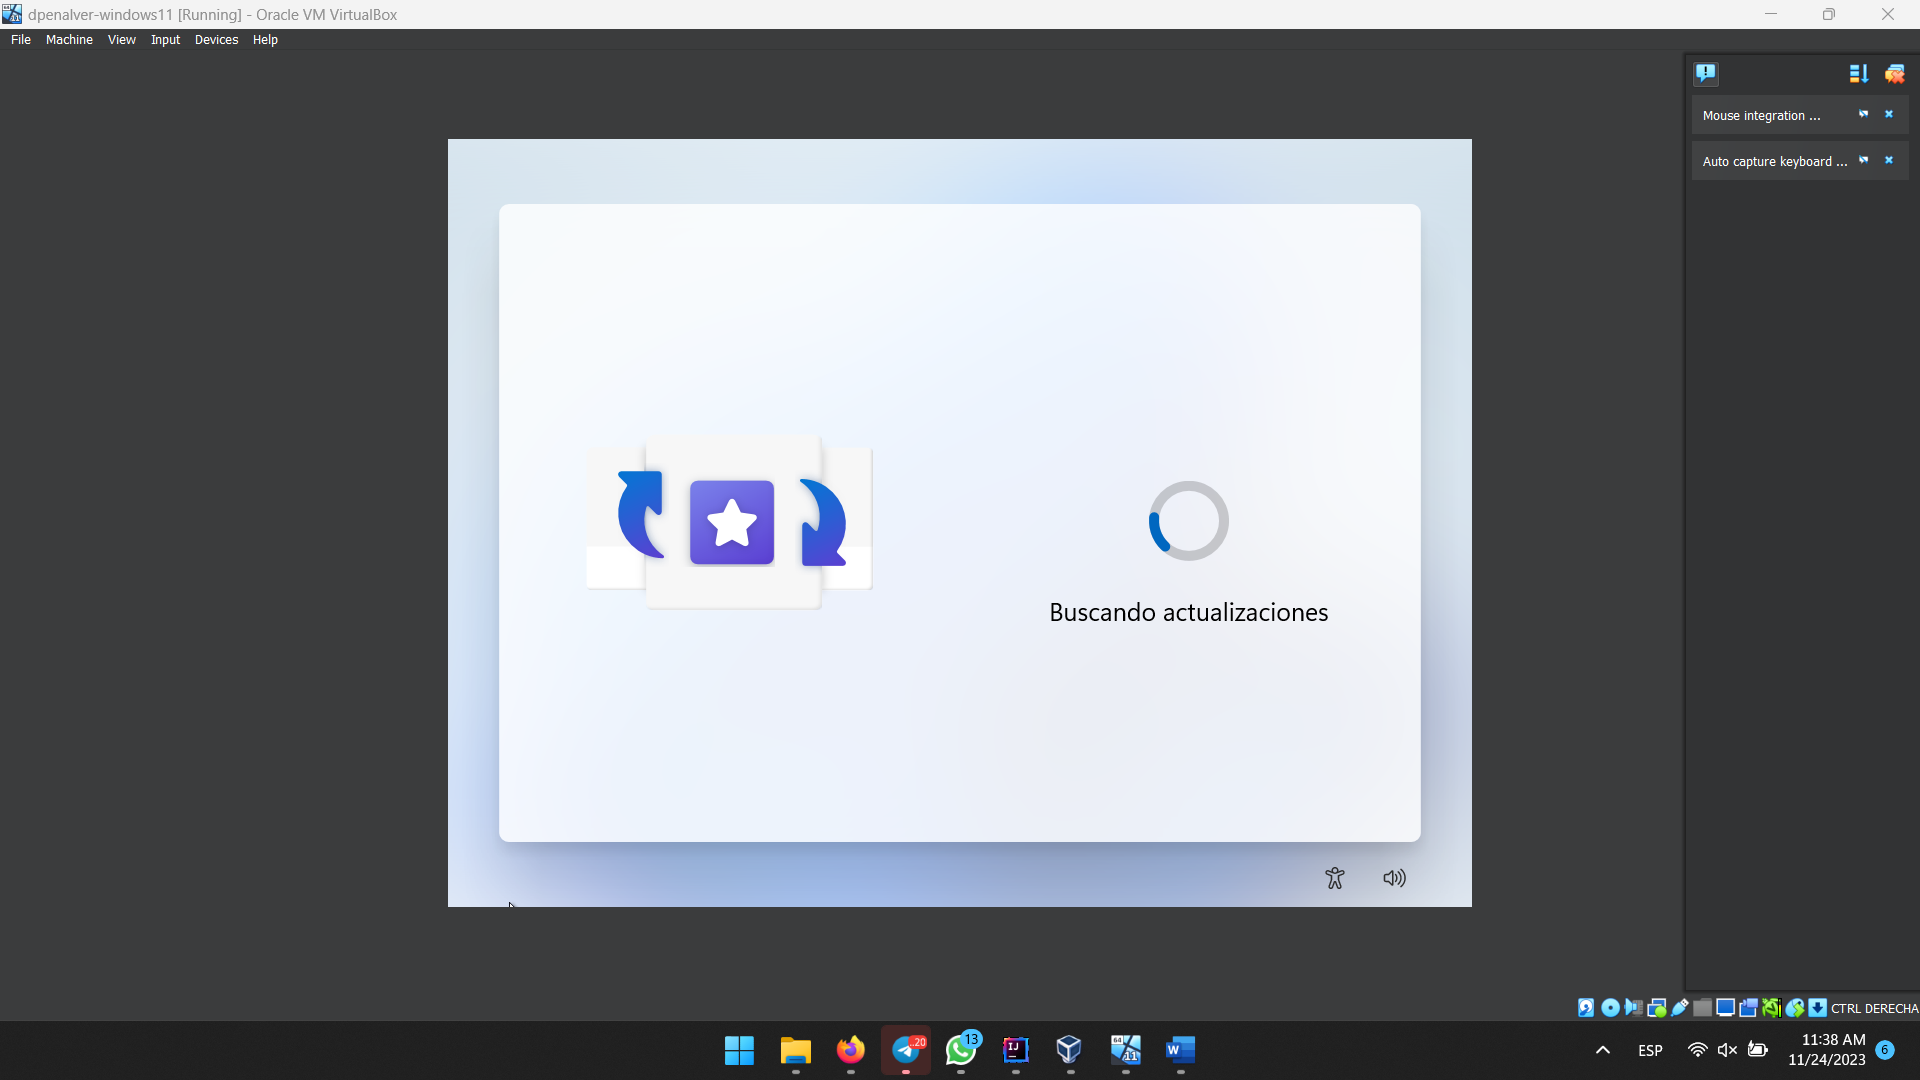 dpenalver-windows11 [Running] - Oracle VM VirtualBox
File Machine View Input Devices Help
Mouse integration ...
Auto capture keyboard ...
Buscando actualizaciones
CTRL DERECHA
..20
13
ESP
11:38 AM
11/24/2023
6